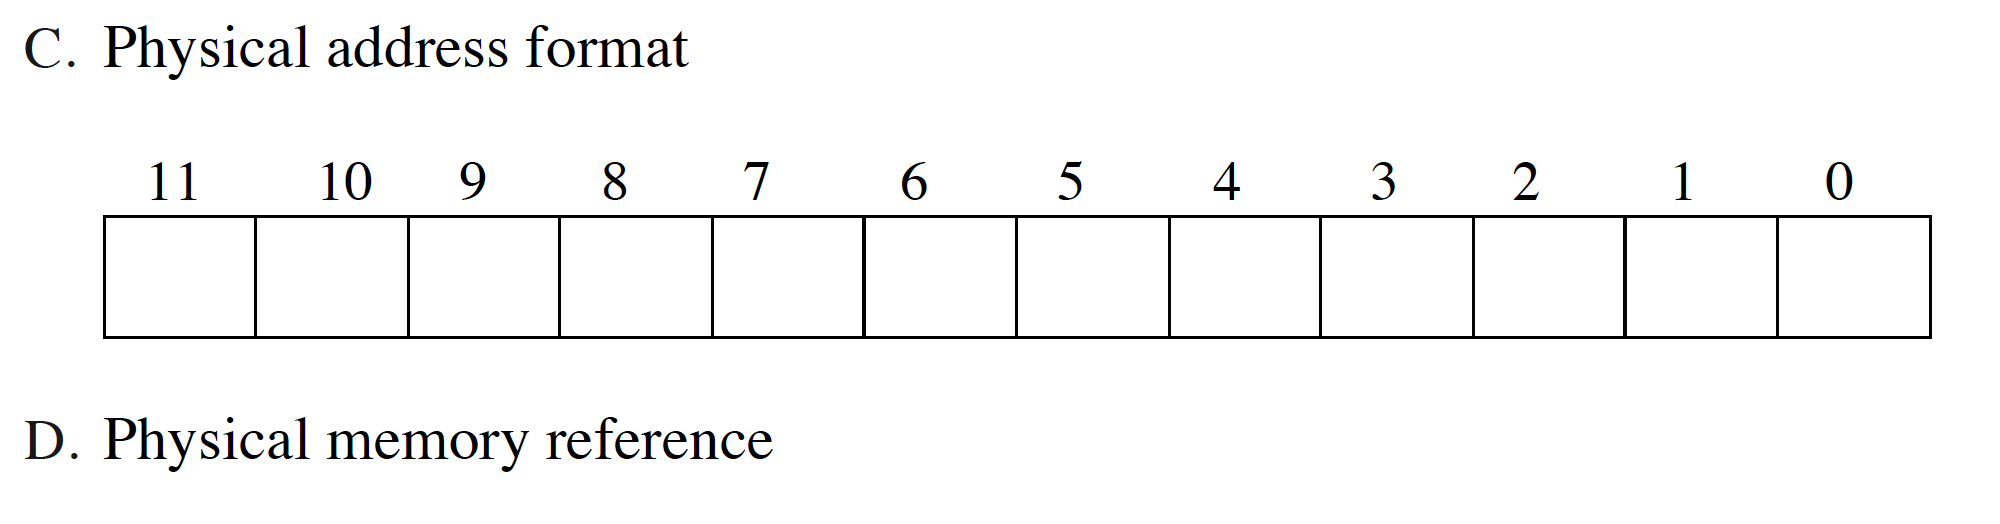 C. Physical address format
11 10 9 8 7 6 5 4 3 2 1 0
D. Physical memory reference